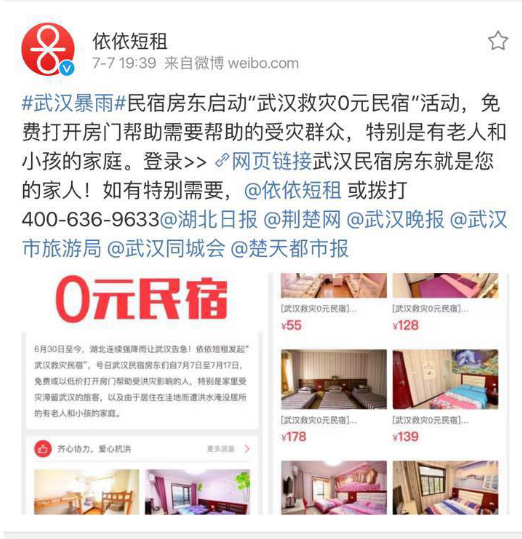 依依短租
7-7 19:39 来自微博 weibo.com
#武汉暴雨#民宿房东启动“武汉救灾0元民宿”活动，免
费打开房门帮助需要帮助的受灾群众，特别是有老人和
小孩的家庭。登录>> 网页链接武汉民宿房东就是您
的家人！如有特别需要，@依依短租 或拨打
400-636-9633@湖北日报 @荆楚网 @武汉晚报 @武汉
市旅游局 @武汉同城会 @楚天都市报
0元民宿
6月30日至今，湖北连续强降雨让武汉告急！依依短租发起“
武汉救灾民宿”，号召武汉民宿房东们自7月7日至7月17日，
免费或以低价打开房门帮助受洪灾影响的人，特别是家里受
灾滞留武汉的旅客，以及由于居住在洼地而遭洪水淹没居所
的有老人和小孩的家庭。
齐心协力，爱心抗洪 更多房屋 >
[武汉救灾0元民宿]...
¥55
[武汉救灾0元民宿]...
¥128
[武汉救灾0元民宿]...
¥178
[武汉救灾0元民宿]...
¥139